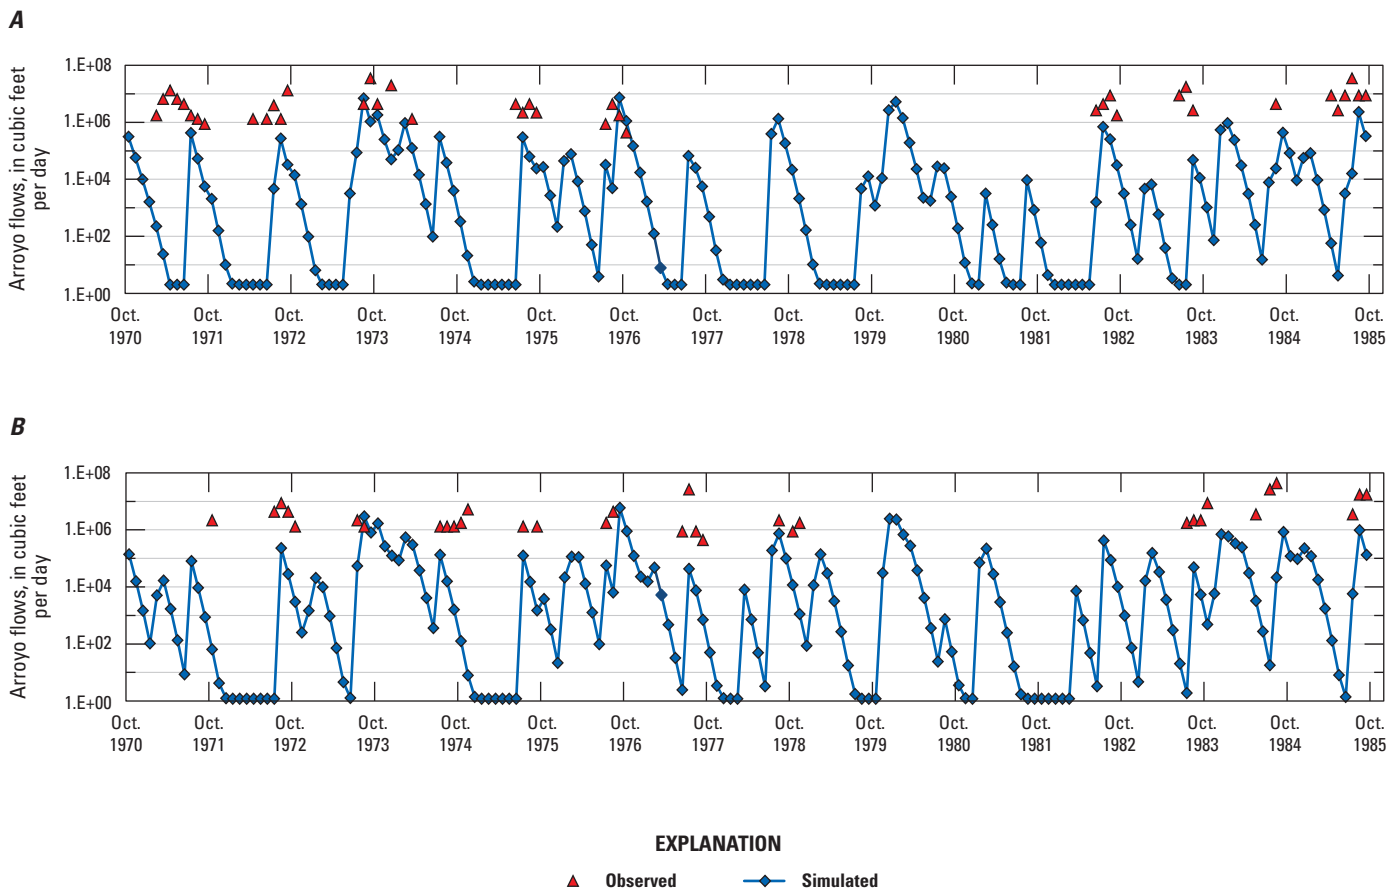 A
Arroyo flows, in cubic feet
per day
1.E+08
1.E+06
1.E+04
1.E+02
1.E+00
Oct. Oct. Oct. Oct. Oct. Oct. Oct. Oct. Oct. Oct. Oct. Oct. Oct. Oct. Oct. Oct.
1970 1971 1972 1973 1974 1975 1976 1977 1978 1979 1980 1981 1982 1983 1984 1985
B
Arroyo flows, in cubic feet
per day
1.E+08
1.E+06
1.E+04
1.E+02
1.E+00
Oct. Oct. Oct. Oct. Oct. Oct. Oct. Oct. Oct. Oct. Oct. Oct. Oct. Oct. Oct. Oct.
1970 1971 1972 1973 1974 1975 1976 1977 1978 1979 1980 1981 1982 1983 1984 1985
EXPLANATION
Observed Simulated